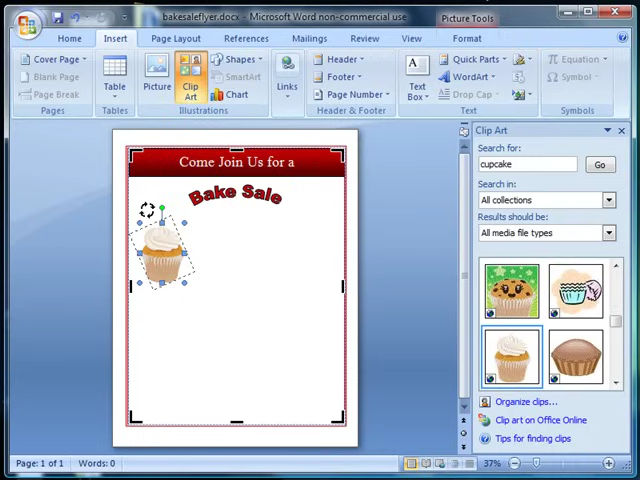 bakesaleflyer.docx - Microsoft Word non-commercial use
Picture Tools
Home
Insert
Page Layout
References
Mailings
Review
View
Format
Cover Page
Blank Page
Page Break
Pages
Table
Tables
Picture
Clip
Art
Shapes
SmartArt
Chart
Illustrations
Links
Header
Footer
Page Number
Header & Footer
A
Text
Box
Quick Parts
WordArt
Drop Cap
Text
Equation
Symbol
Symbols
Come Join Us for a
Bake Sale
Clip Art
Search for:
cupcake
Go
Search in:
All collections
Results should be:
All media file types
Organize clips...
Clip art on Office Online
Tips for finding clips
Page: 1 of 1
Words: 0
37%